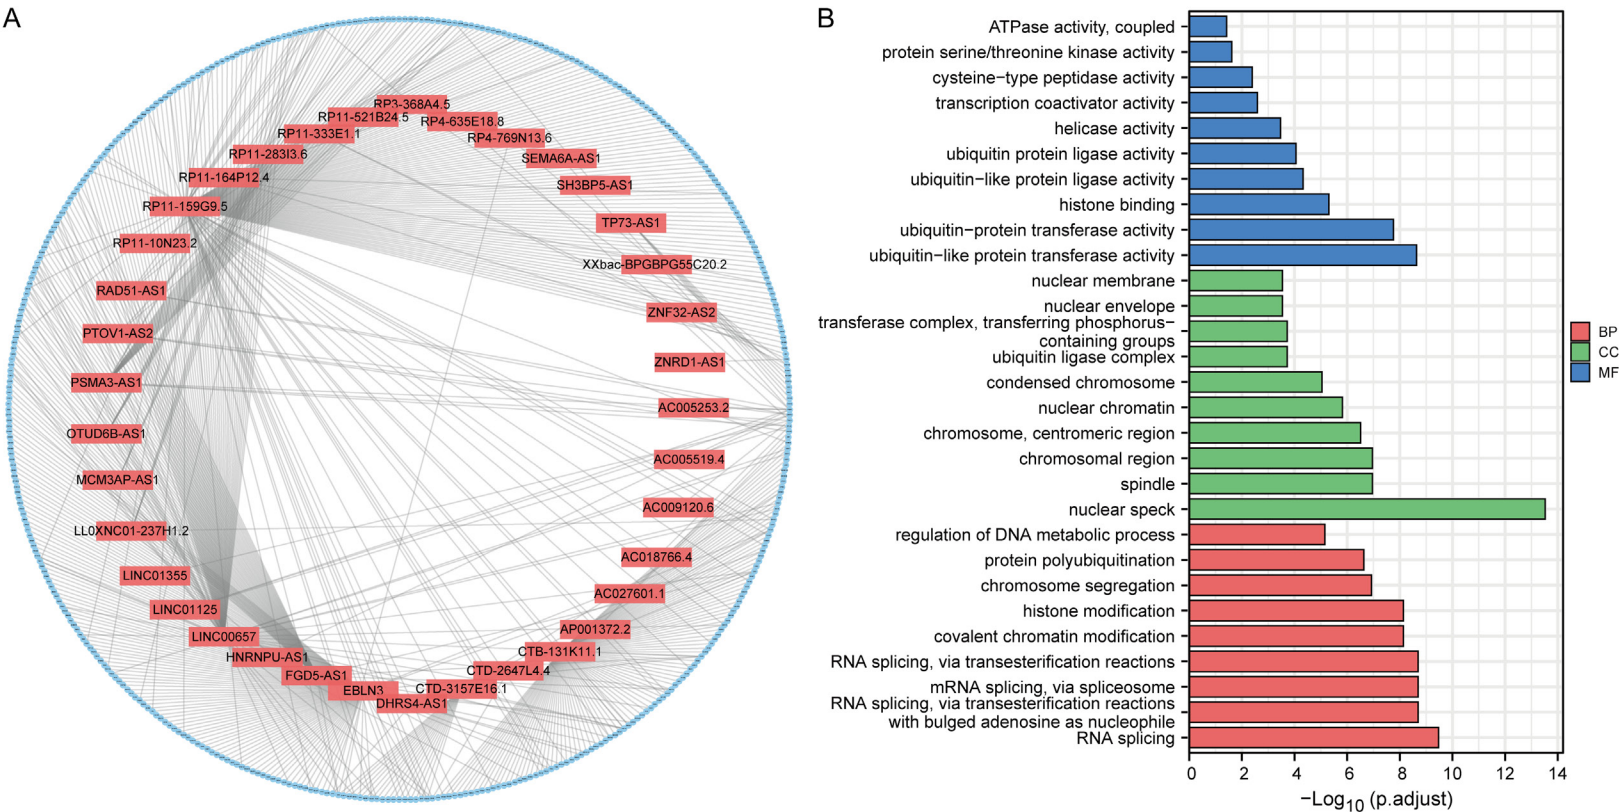 A
RP3-368A4.5
RP11-521B24.5
RP4-635E18.8
RP11-333E1.1
RP4-769N13.6
RP11-283I3.6
SEMA6A-AS1
RP11-164P12.4
SH3BP5-AS1
RP11-159G9.5
TP73-AS1
RP11-10N23.2
XXbac-BPGBPG55C20.2
RAD51-AS1
ZNF32-AS2
PTOV1-AS2
ZNRD1-AS1
PSMA3-AS1
AC005253.2
OTUD6B-AS1
AC005519.4
MCM3AP-AS1
AC009120.6
LL0XNC01-237H1.2
AC018766.4
LINC01355
AC027601.1
LINC01125
AP001372.2
LINC00657
CTB-131K11.1
HNRNPU-AS1
CTD-2647L4.4
FGD5-AS1
CTD-3157E16.1
EBLN3
DHRS4-AS1
B
ATPase activity, coupled
protein serine/threonine kinase activity
cysteine−type peptidase activity
transcription coactivator activity
helicase activity
ubiquitin protein ligase activity
ubiquitin−like protein ligase activity
histone binding
ubiquitin−protein transferase activity
ubiquitin−like protein transferase activity
nuclear membrane
nuclear envelope
transferase complex, transferring phosphorus−
containing groups
ubiquitin ligase complex
condensed chromosome
nuclear chromatin
chromosome, centromeric region
chromosomal region
spindle
nuclear speck
regulation of DNA metabolic process
protein polyubiquitination
chromosome segregation
histone modification
covalent chromatin modification
RNA splicing, via transesterification reactions
mRNA splicing, via spliceosome
RNA splicing, via transesterification reactions
with bulged adenosine as nucleophile
RNA splicing
0 2 4 6 8 10 12 14
−Log10 (p.adjust)
BP
CC
MF